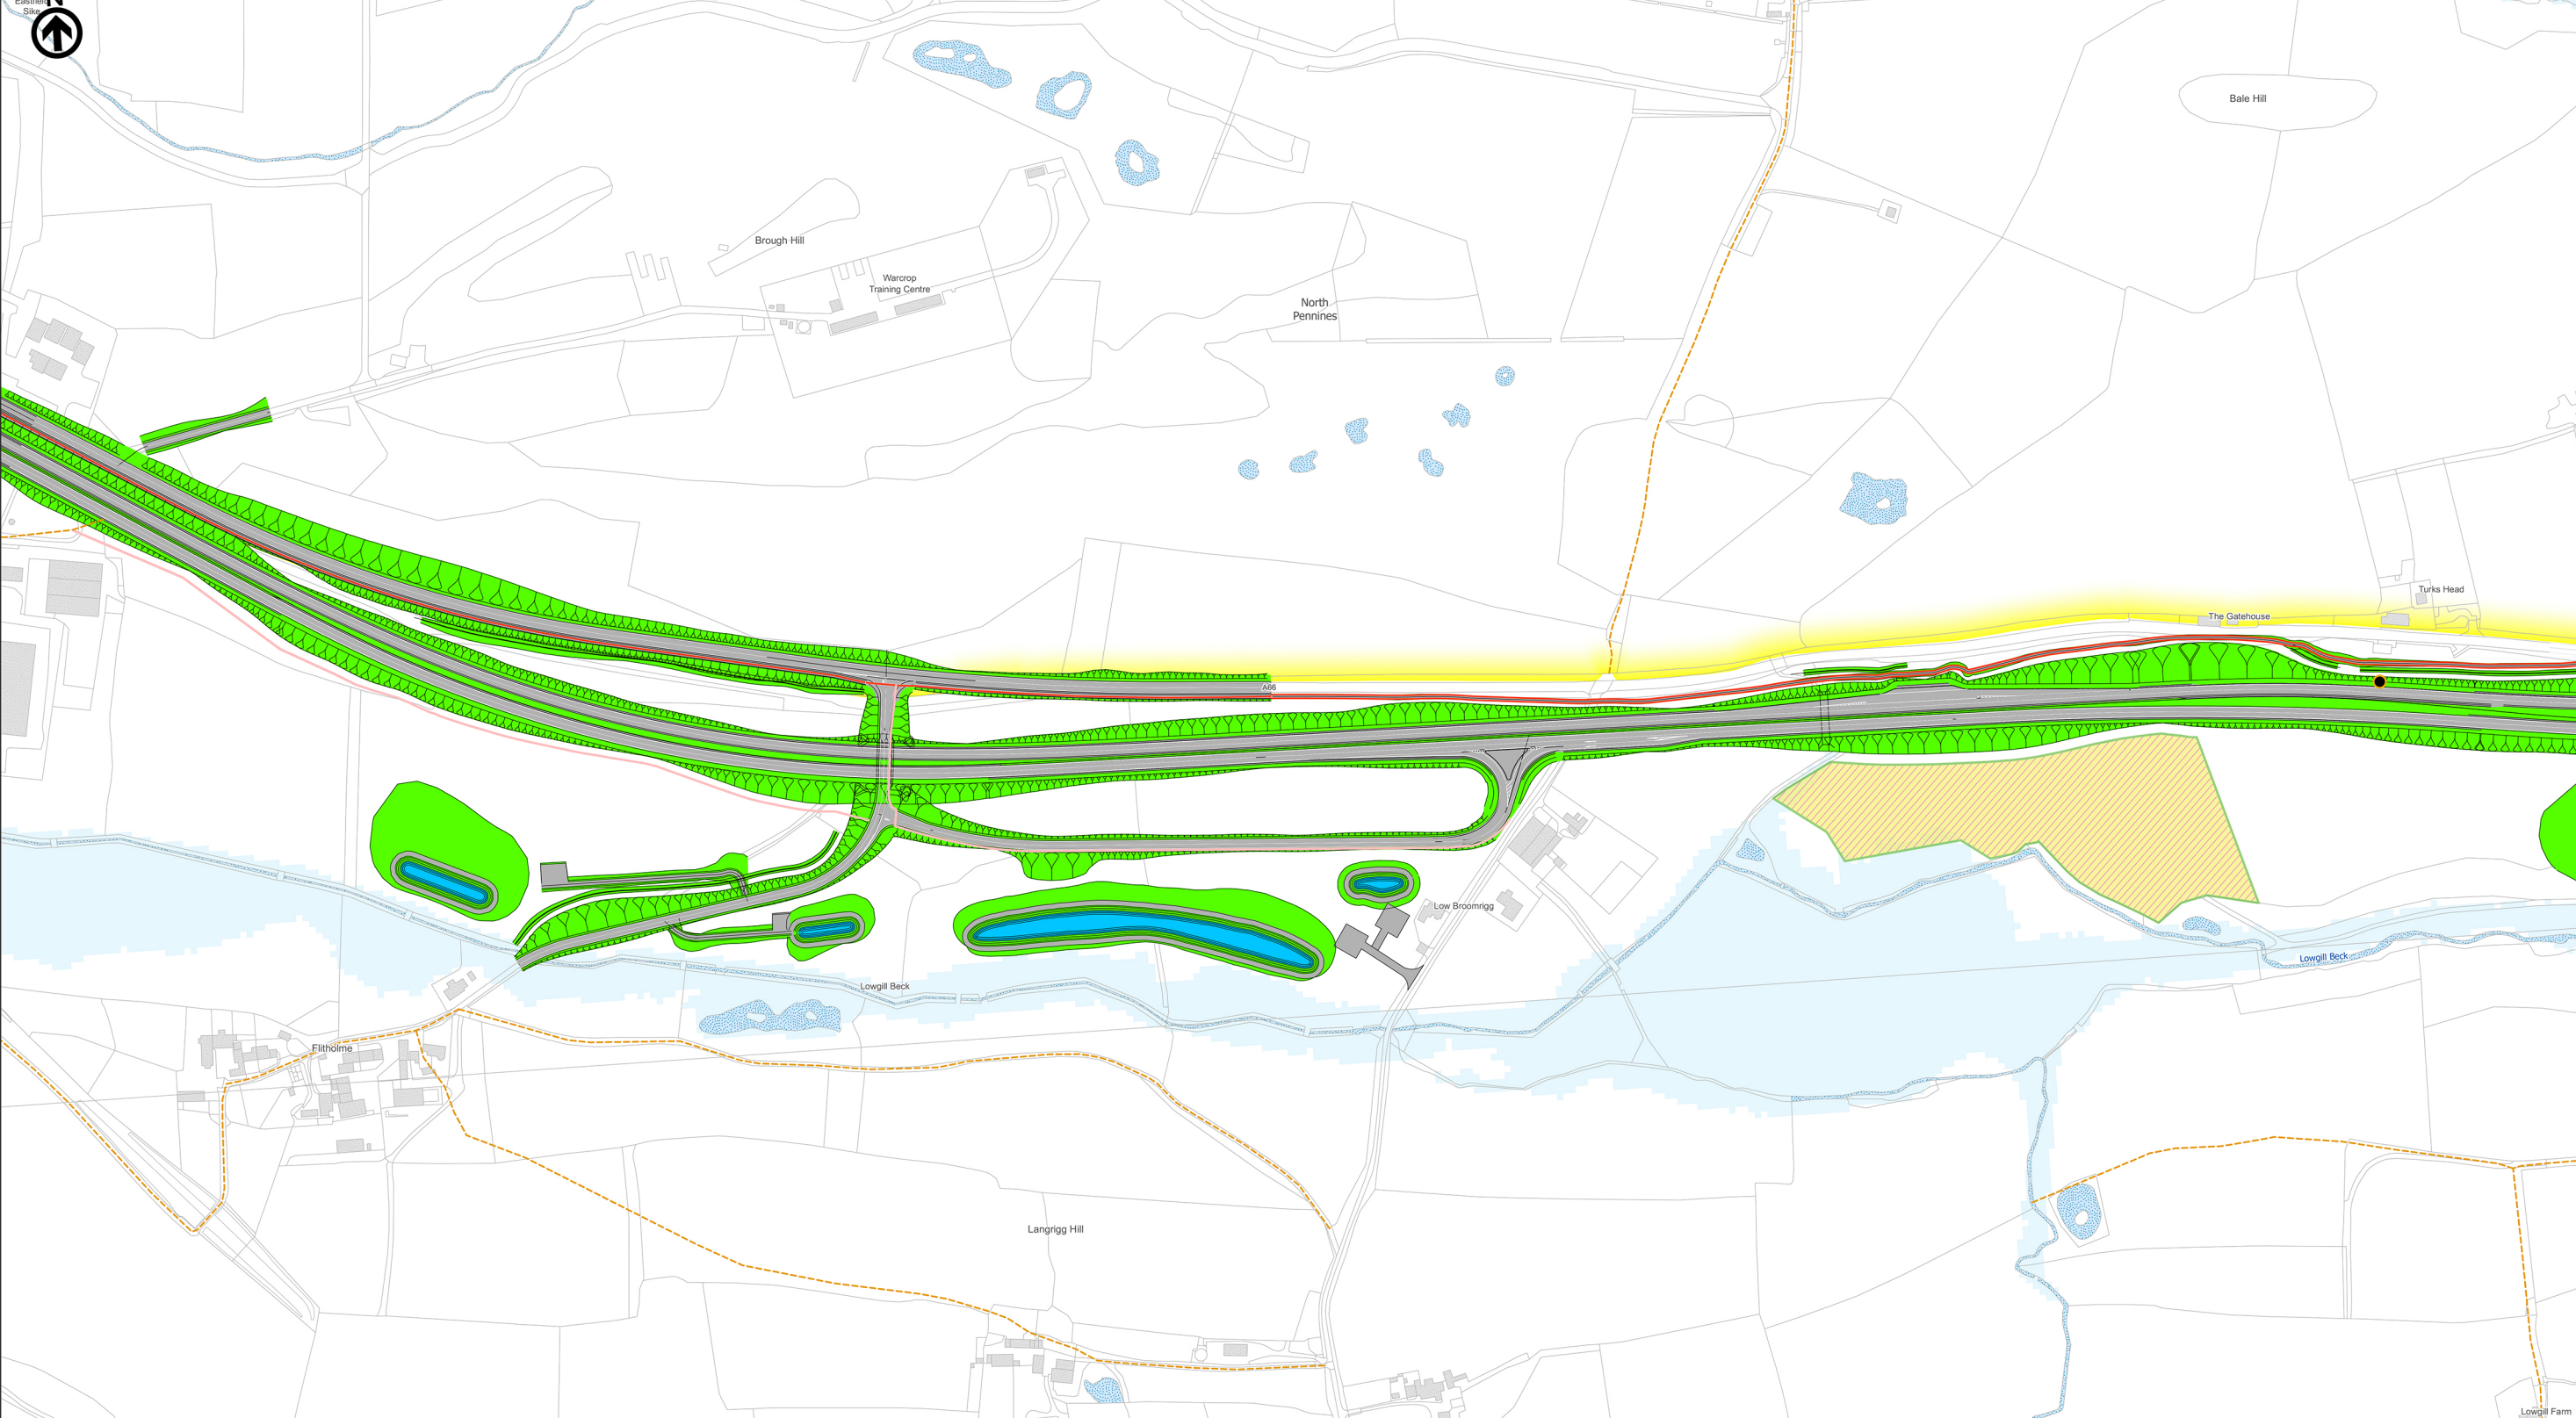 Eastfield
Sike
N
Bale Hill
Brough Hill
Warcrop
Training Centre
North
Pennines
Turks Head
The Gatehouse
A66
Low Broomrigg
Lowgill Beck
Lowgill Beck
Flitholme
Langrigg Hill
Lowgill Farm